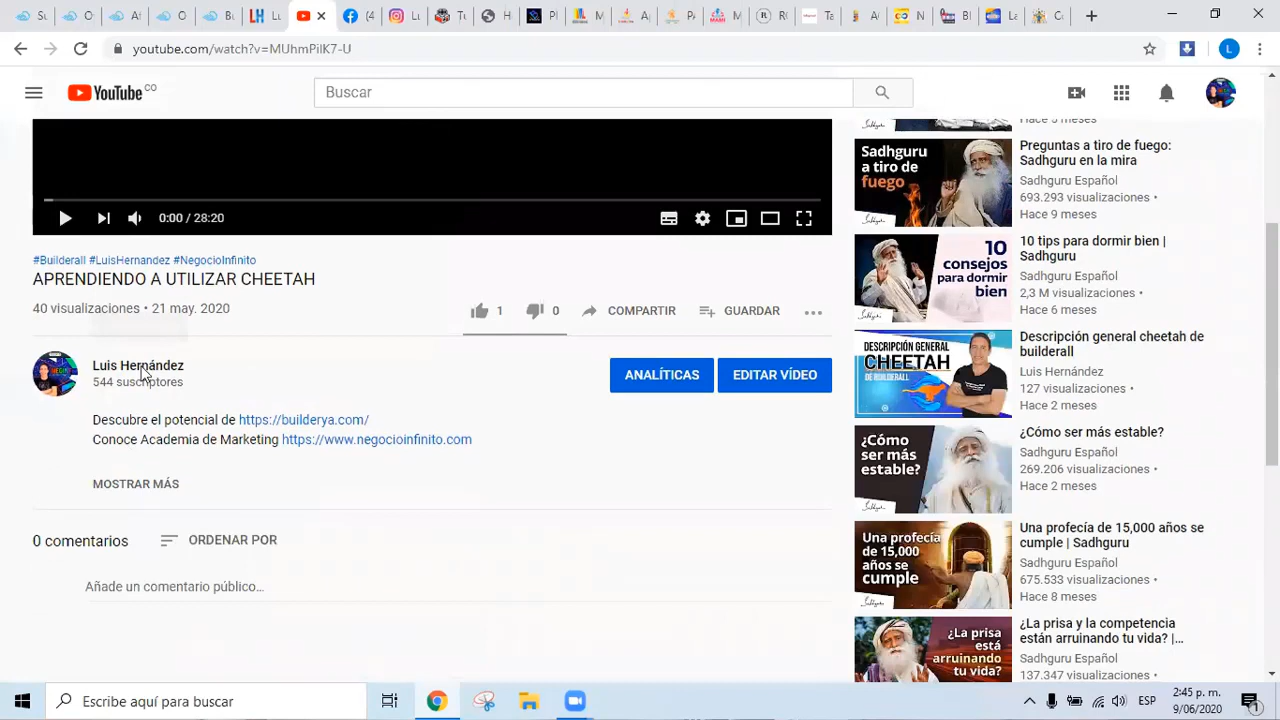 youtube.com/watch?v=MUhmPilK7-U
L
YouTube CO
Buscar
0:00 / 28:20
#Builderall #LuisHernandez #NegocioInfinito
APRENDIENDO A UTILIZAR CHEETAH
40 visualizaciones • 21 may. 2020
1
0
COMPARTIR
GUARDAR
Luis Hernández
544 suscriptores
ANALÍTICAS
EDITAR VÍDEO
Descubre el potencial de https://builderya.com/
Conoce Academia de Marketing https://www.negocioinfinito.com
MOSTRAR MÁS
0 comentarios
ORDENAR POR
Añade un comentario público...
Hace 5 meses
Sadhguru
a tiro de
fuego
Preguntas a tiro de fuego:
Sadhguru en la mira
Sadhguru Español
693.293 visualizaciones •
Hace 9 meses
10
consejos
para dormir
bien
10 tips para dormir bien |
Sadhguru
Sadhguru Español
2,3 M visualizaciones •
Hace 6 meses
DESCRIPCIÓN GENERAL
CHEETAH
DE BUILDERALL
Descripción general cheetah de
builderall
Luis Hernández
127 visualizaciones •
Hace 2 meses
¿Cómo
ser más
estable?
¿Cómo ser más estable?
Sadhguru Español
269.206 visualizaciones •
Hace 2 meses
Una profecía
de 15,000
años se
cumple
Una profecía de 15,000 años se
cumple | Sadhguru
Sadhguru Español
675.533 visualizaciones •
Hace 8 meses
¿La prisa
está
arruinando
tu vida?
¿La prisa y la competencia
están arruinando tu vida? |...
Sadhguru Español
137.347 visualizaciones •
Escribe aquí para buscar
ESP
2:45 p. m.
9/06/2020
1